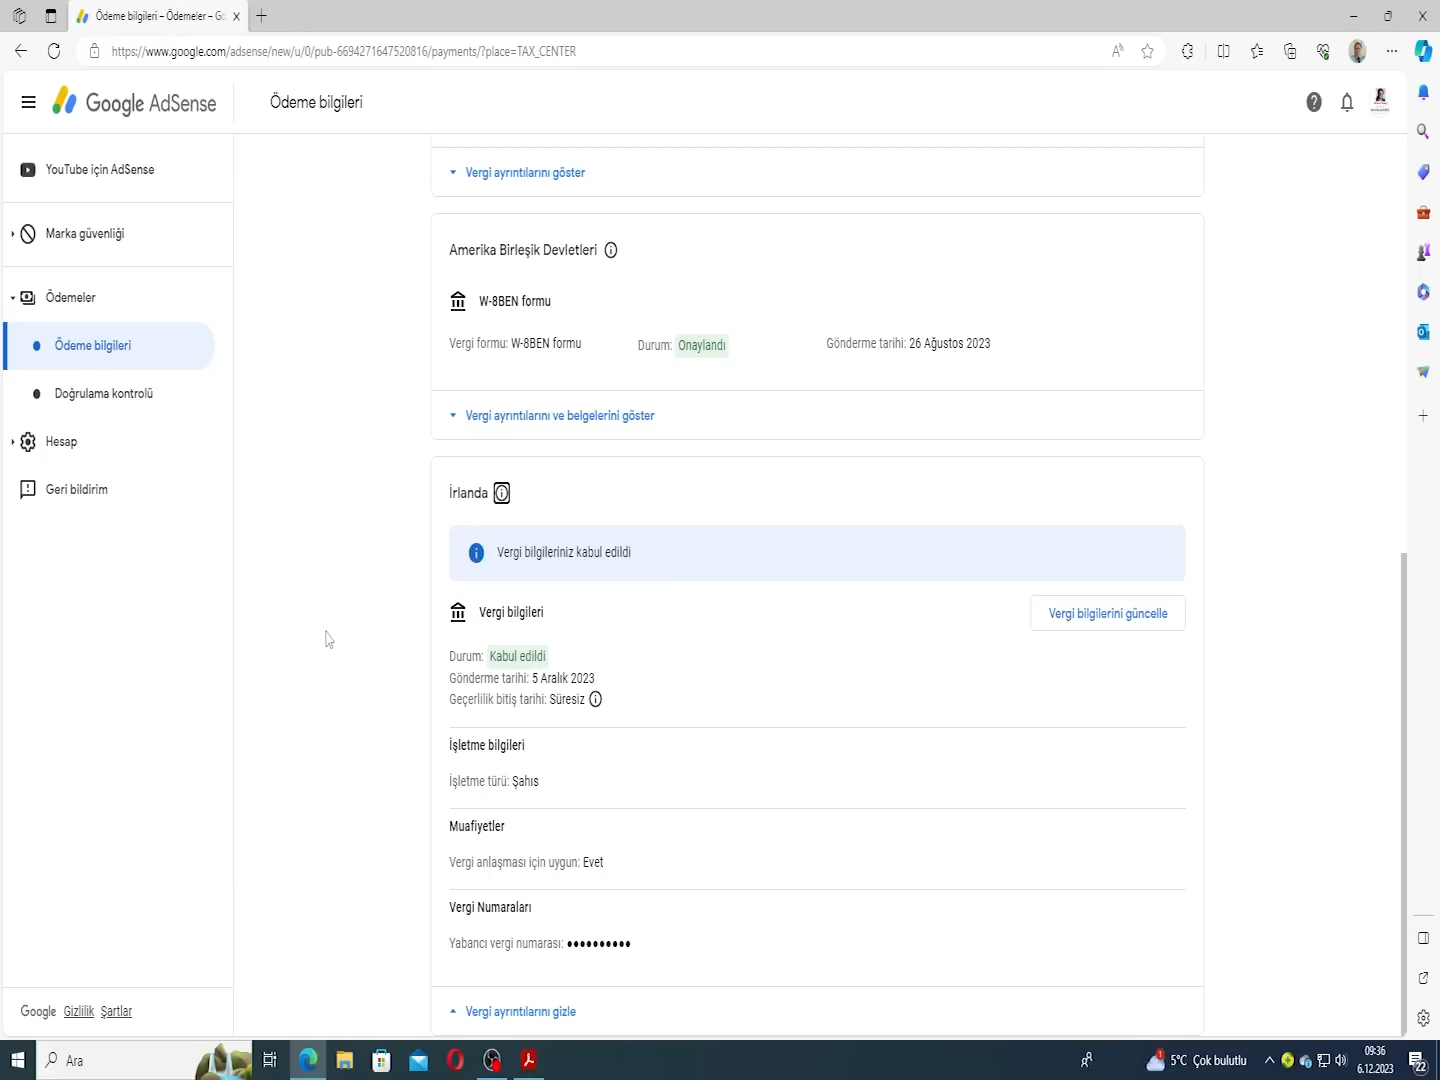 Ödeme bilgileri – Ödemeler – Go
https://www.google.com/adsense/new/u/0/pub-6694271647520816/payments/?place=TAX_CENTER
Google AdSense
Ödeme bilgileri
YouTube için AdSense
Marka güvenliği
Ödemeler
Ödeme bilgileri
Doğrulama kontrolü
Hesap
Geri bildirim
Google Gizlilik Şartlar
Vergi ayrıntılarını göster
Amerika Birleşik Devletleri
W-8BEN formu
Vergi formu: W-8BEN formu Durum: Onaylandı Gönderme tarihi: 26 Ağustos 2023
Vergi ayrıntılarını ve belgelerini göster
İrlanda
Vergi bilgileriniz kabul edildi
Vergi bilgileri
Vergi bilgilerini güncelle
Durum: Kabul edildi
Gönderme tarihi: 5 Aralık 2023
Geçerlilik bitiş tarihi: Süresiz
İşletme bilgileri
İşletme türü: Şahıs
Muafiyetler
Vergi anlaşması için uygun: Evet
Vergi Numaraları
Yabancı vergi numarası: ••••••••••
Vergi ayrıntılarını gizle
Ara
5°C Çok bulutlu
09:36
6.12.2023
22